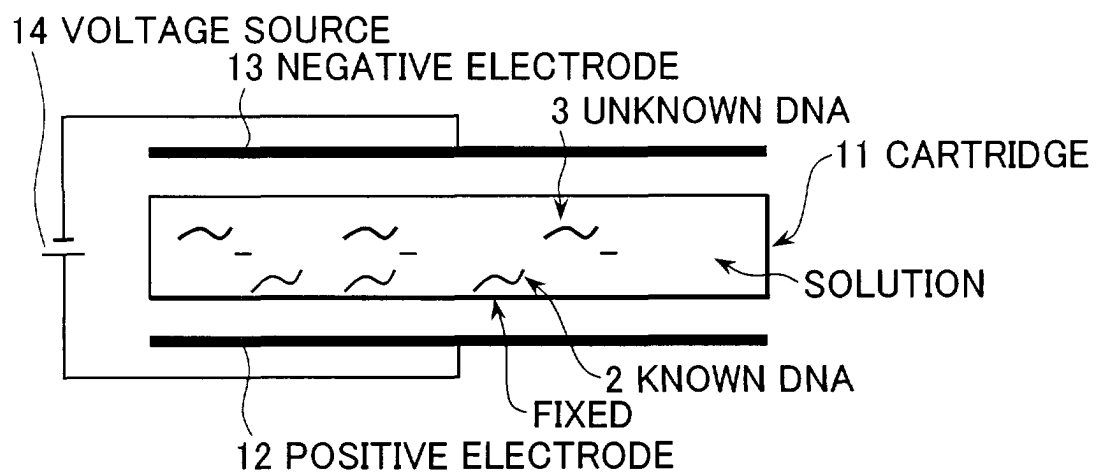 14 VOLTAGE SOURCE
13 NEGATIVE ELECTRODE
3 UNKNOWN DNA
11 CARTRIDGE
SOLUTION
2 KNOWN DNA
FIXED
12 POSITIVE ELECTRODE